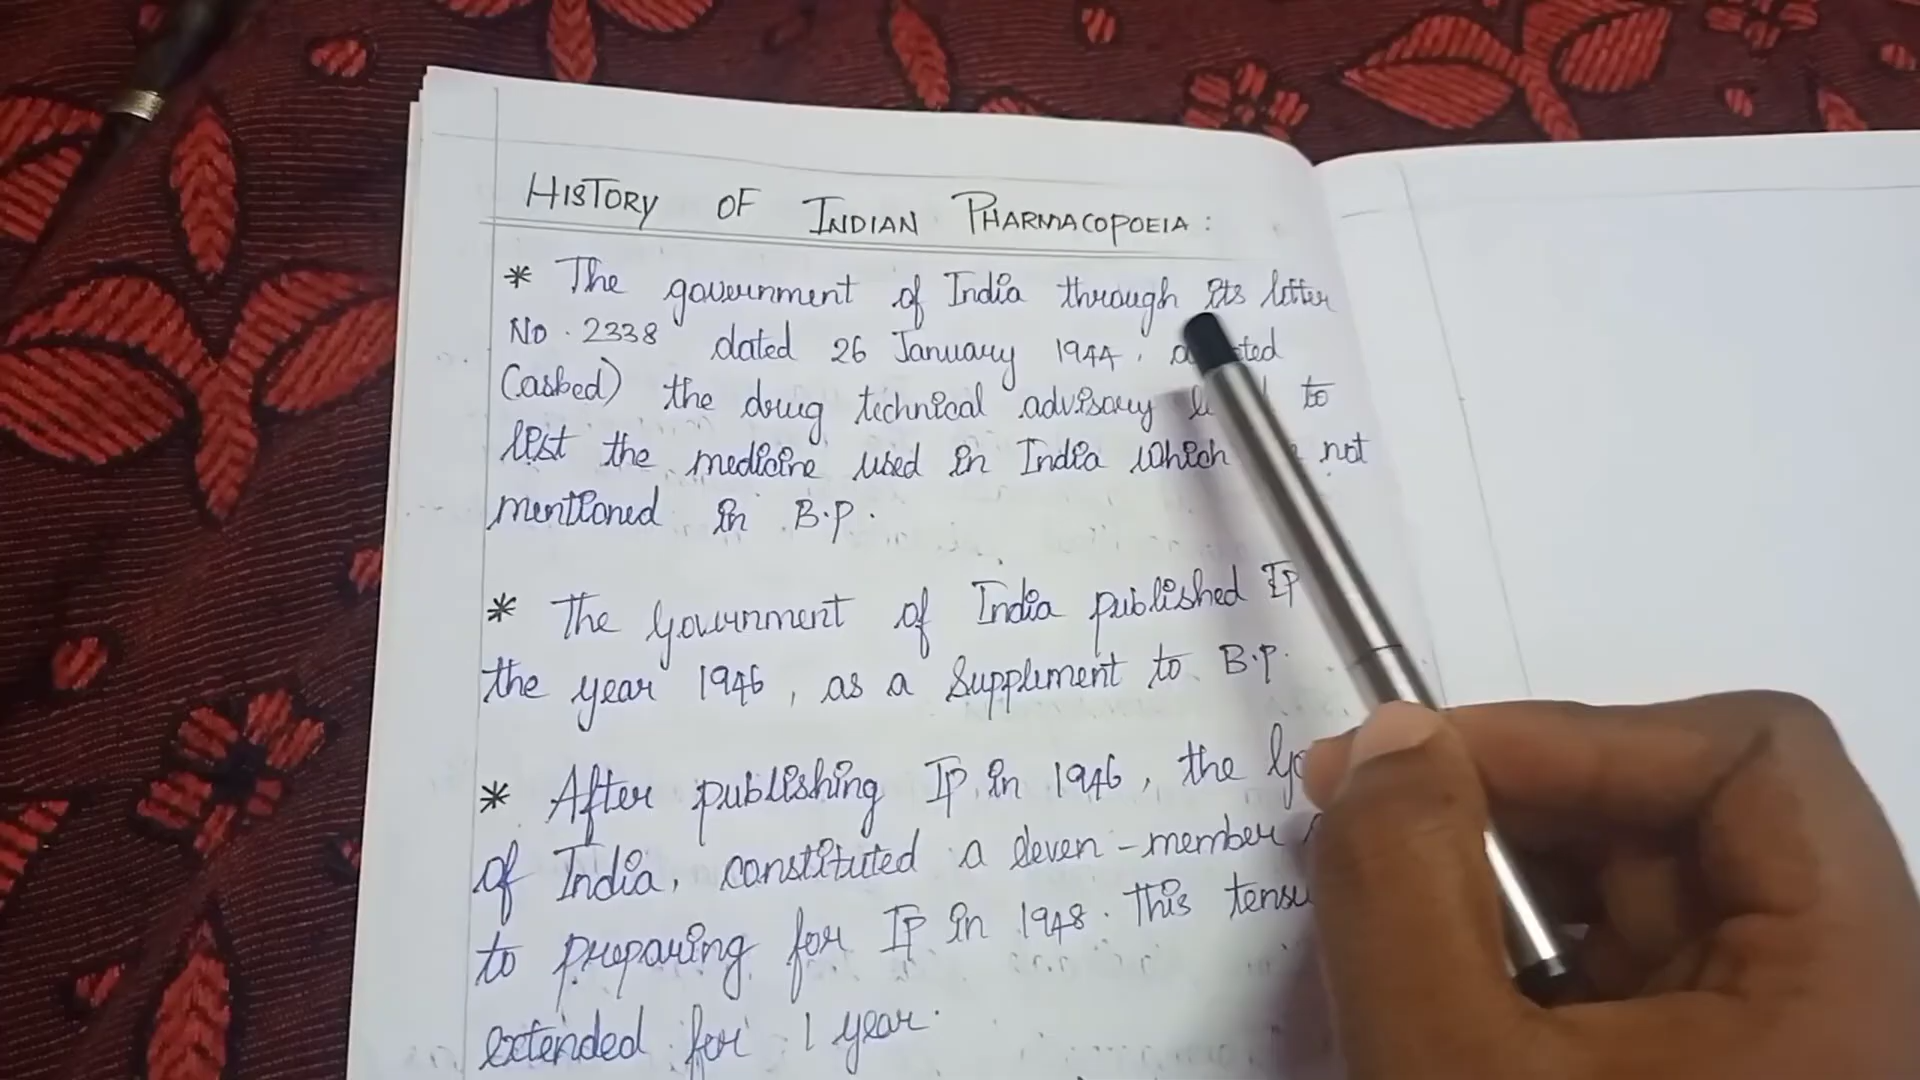 HISTORY OF INDIAN PHARMACOPOEIA :
* The government of India through its letter
No. 2338 dated 26 January 1944,
(asked) the drug technical advisory to
list the medicine used in India which not
mentioned in B.P.
* The Government of India published IP
the year 1946, as a Supplement to B.P.
* After publishing IP in 1946, the
of India, constituted a eleven-member
to preparing for IP in 1948. This
extended for 1 year.